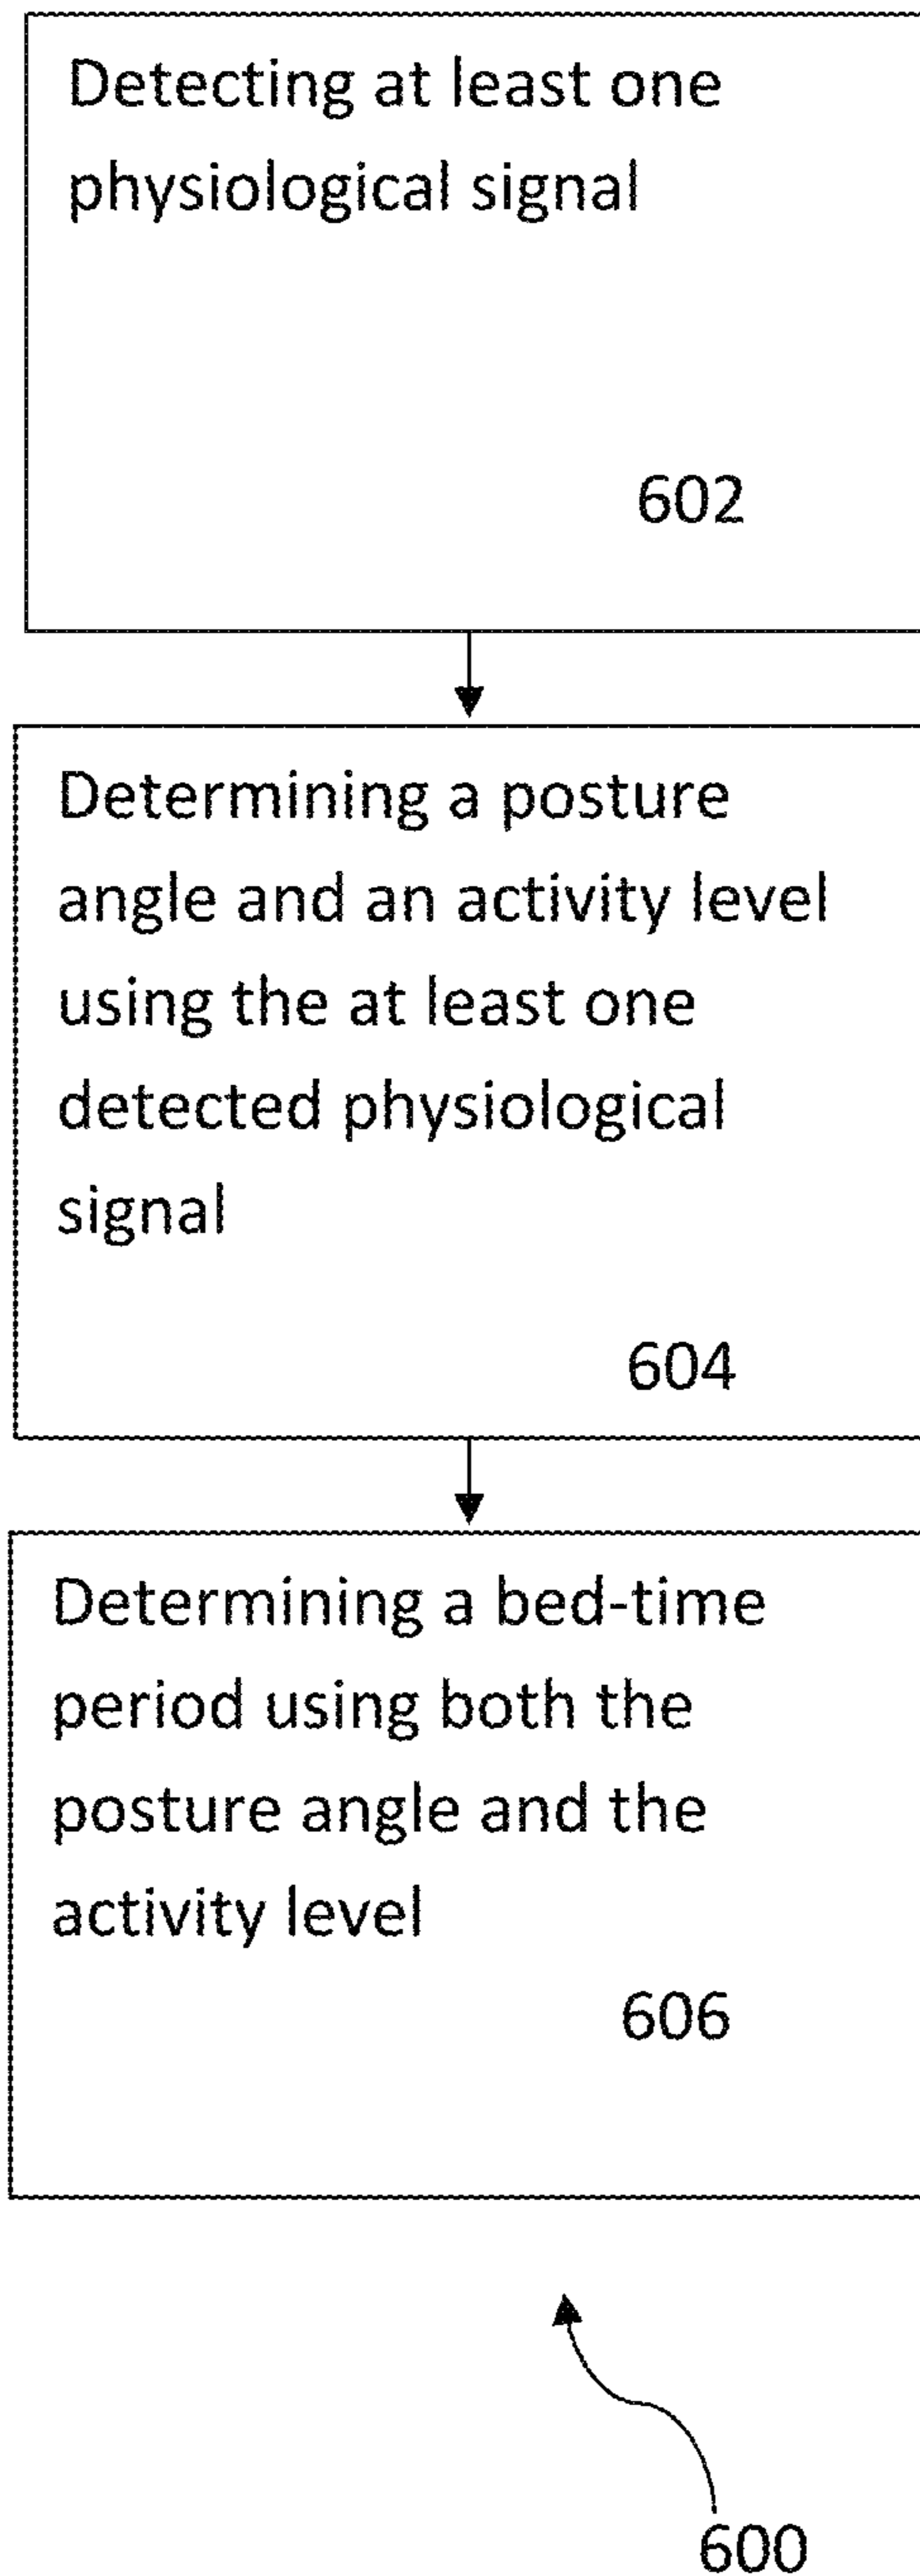 Detecting at least one
physiological signal
602
Determining a posture
angle and an activity level
using the at least one
detected physiological
signal
604
Determining a bed-time
period using both the
posture angle and the
activity level
606
600